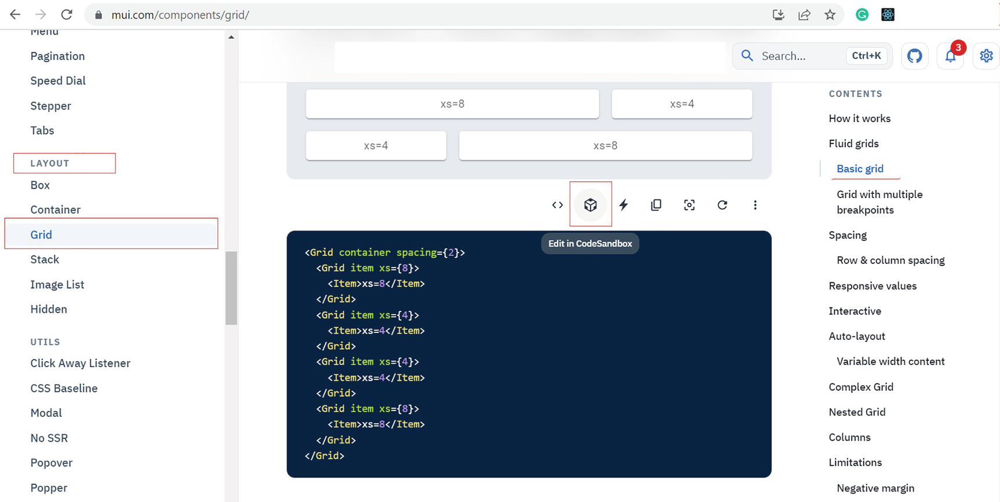 mui.com/components/grid/
Menu
Pagination
Speed Dial
Stepper
Tabs
LAYOUT
Box
Container
Grid
Stack
Image List
Hidden
UTILS
Click Away Listener
CSS Baseline
Modal
No SSR
Popover
Popper
Search...
Ctrl+K
3
xs=8
xs=4
xs=4
xs=8
Edit in CodeSandbox
<Grid container spacing={2}>
<Grid item xs={8}>
<Item>xs=8</Item>
</Grid>
<Grid item xs={4}>
<Item>xs=4</Item>
</Grid>
<Grid item xs={4}>
<Item>xs=4</Item>
</Grid>
<Grid item xs={8}>
<Item>xs=8</Item>
</Grid>
</Grid>
CONTENTS
How it works
Fluid grids
Basic grid
Grid with multiple
breakpoints
Spacing
Row & column spacing
Responsive values
Interactive
Auto-layout
Variable width content
Complex Grid
Nested Grid
Columns
Limitations
Negative margin